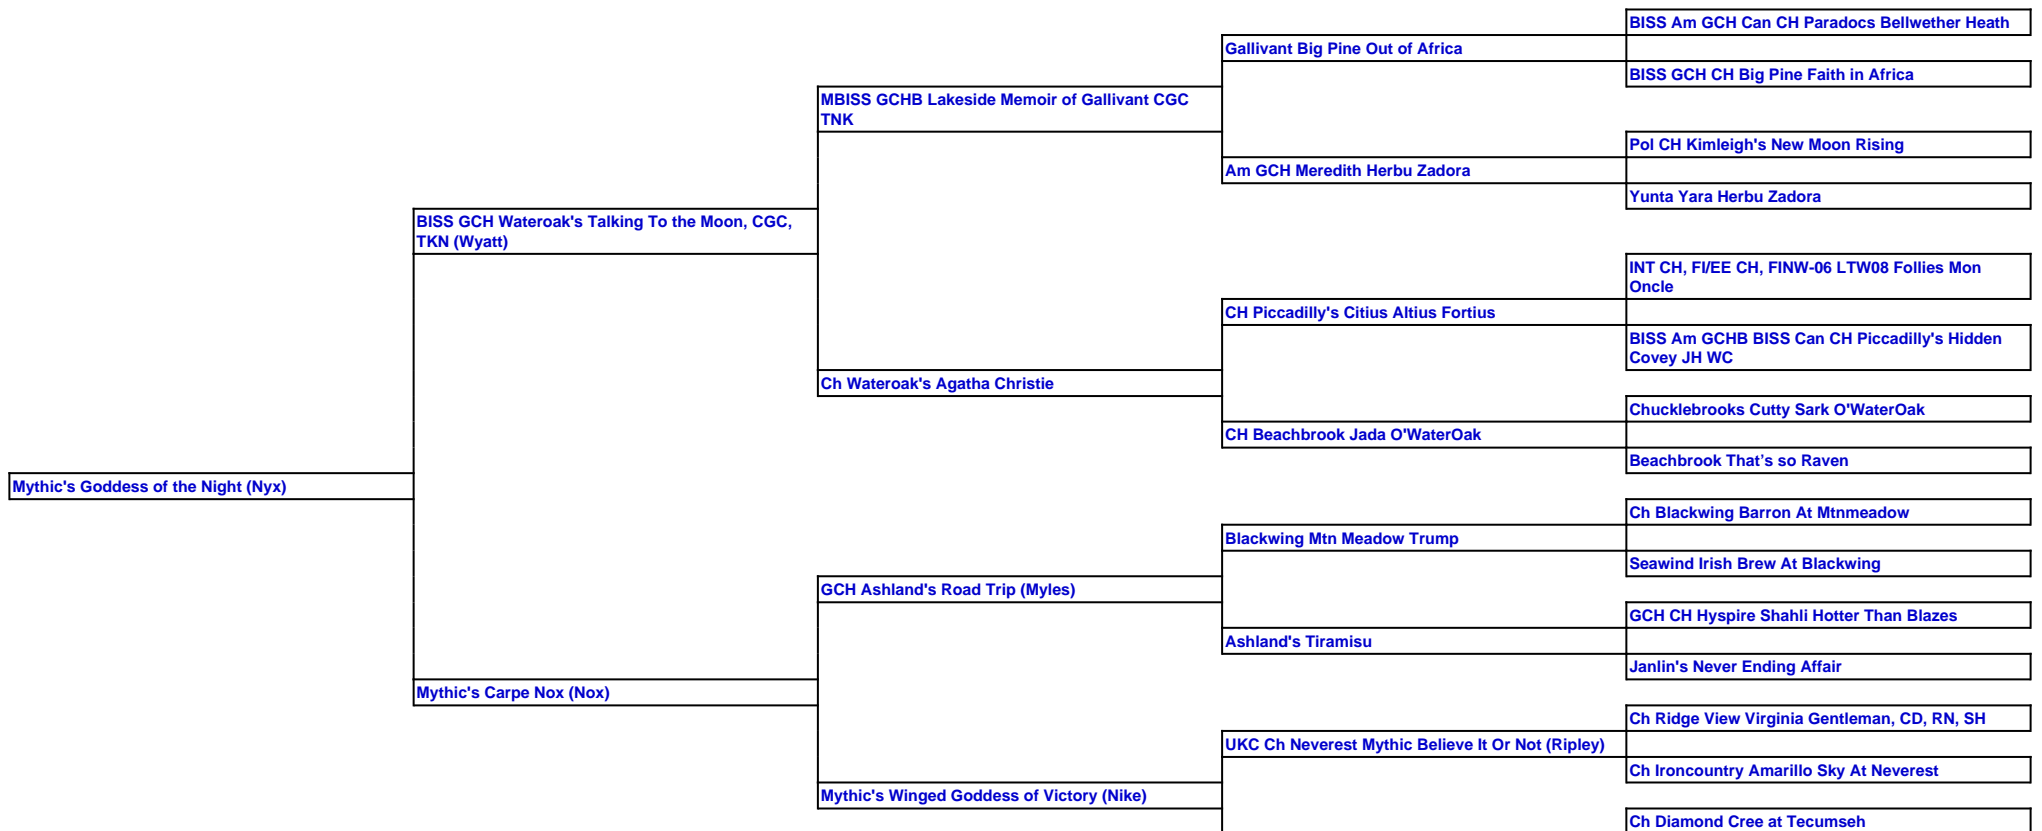 BISS Am GCH Can CH Paradocs Bellwether Heath
Gallivant Big Pine Out of Africa
BISS GCH CH Big Pine Faith in Africa
MBISS GCHB Lakeside Memoir of Gallivant CGC
TNK
Pol CH Kimleigh's New Moon Rising
Am GCH Meredith Herbu Zadora
Yunta Yara Herbu Zadora
BISS GCH Wateroak's Talking To the Moon, CGC,
TKN (Wyatt)
INT CH, FI/EE CH, FINW-06 LTW08 Follies Mon
Oncle
CH Piccadilly's Citius Altius Fortius
BISS Am GCHB BISS Can CH Piccadilly's Hidden
Covey JH WC
Ch Wateroak's Agatha Christie
Chucklebrooks Cutty Sark O'WaterOak
CH Beachbrook Jada O'WaterOak
Beachbrook That’s so Raven
Mythic's Goddess of the Night (Nyx)
Ch Blackwing Barron At Mtnmeadow
Blackwing Mtn Meadow Trump
Seawind Irish Brew At Blackwing
GCH Ashland's Road Trip (Myles)
GCH CH Hyspire Shahli Hotter Than Blazes
Ashland's Tiramisu
Janlin's Never Ending Affair
Mythic's Carpe Nox (Nox)
Ch Ridge View Virginia Gentleman, CD, RN, SH
UKC Ch Neverest Mythic Believe It Or Not (Ripley)
Ch Ironcountry Amarillo Sky At Neverest
Mythic's Winged Goddess of Victory (Nike)
Ch Diamond Cree at Tecumseh